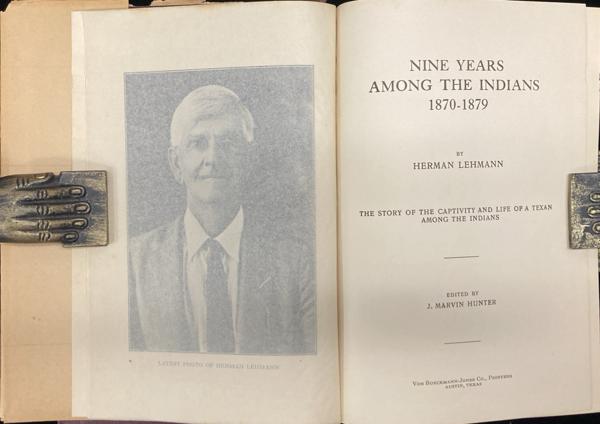 LATEST PHOTO OF HERMAN LEHMANN
NINE YEARS
AMONG THE INDIANS
1870-1879
BY
HERMAN LEHMANN
THE STORY OF THE CAPTIVITY AND LIFE OF A TEXAN
AMONG THE INDIANS
EDITED BY
J. MARVIN HUNTER
VON BOECKMANN-JONES CO., PRINTERS
AUSTIN, TEXAS